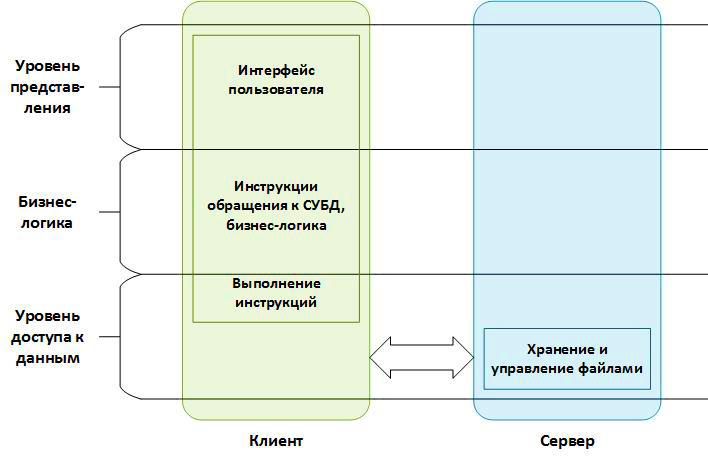 Уровень
представ-
ления
Интерфейс
пользователя
Бизнес-
логика
Инструкции
обращения к СУБД,
бизнес-логика
Уровень
доступа к
данным
Выполнение
инструкций
Хранение и
управление файлами
Клиент
Сервер